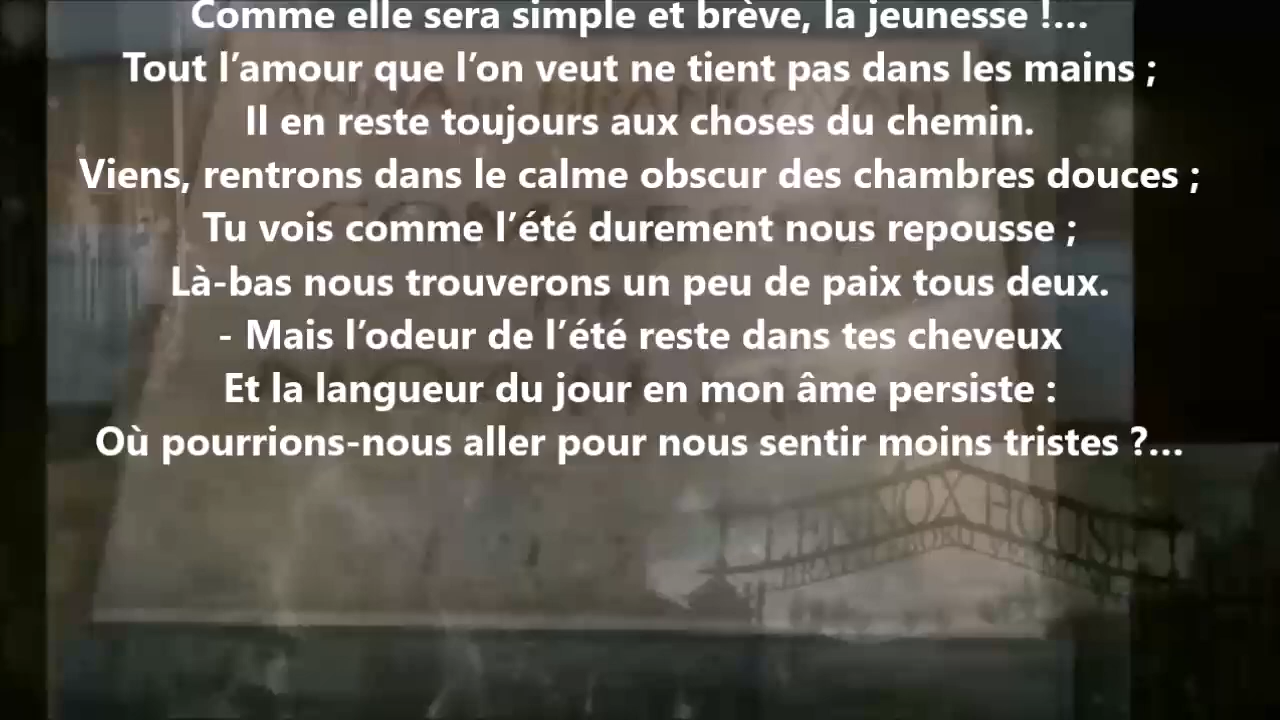 Comme elle sera simple et brève, la jeunesse !...
Tout l’amour que l’on veut ne tient pas dans les mains ;
Il en reste toujours aux choses du chemin.
Viens, rentrons dans le calme obscur des chambres douces ;
Tu vois comme l’été durement nous repousse ;
Là-bas nous trouverons un peu de paix tous deux.
- Mais l’odeur de l’été reste dans tes cheveux
Et la langueur du jour en mon âme persiste :
Où pourrions-nous aller pour nous sentir moins tristes ?...
LENNOX HOUSE